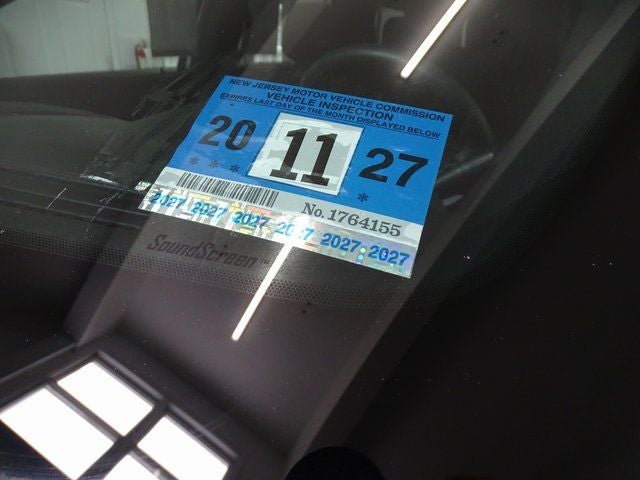 NEW JERSEY MOTOR VEHICLE COMMISSION
VEHICLE INSPECTION
EXPIRES LAST DAY OF THE MONTH DISPLAYED BELOW
20 11 27
* * * *
No. 1764155
2027 2027 2027 2027 2027 2027
SoundScreen™